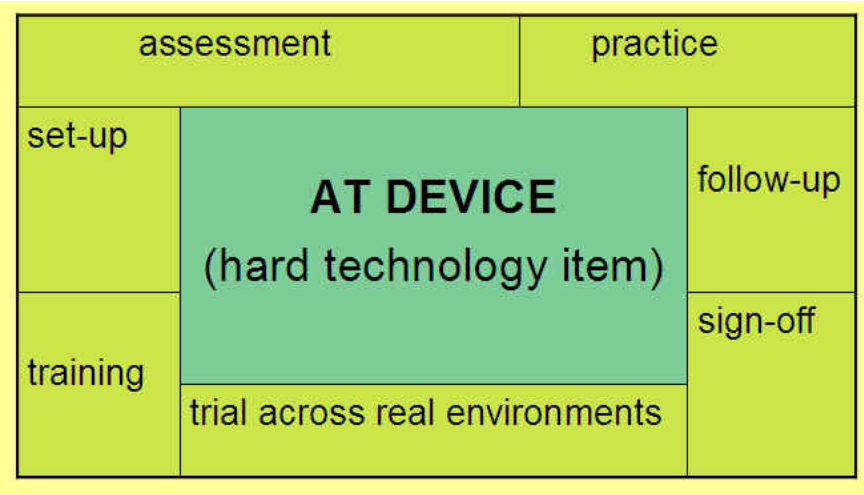 assessment
practice
set-up
AT DEVICE
(hard technology item)
follow-up
training
trial across real environments
sign-off